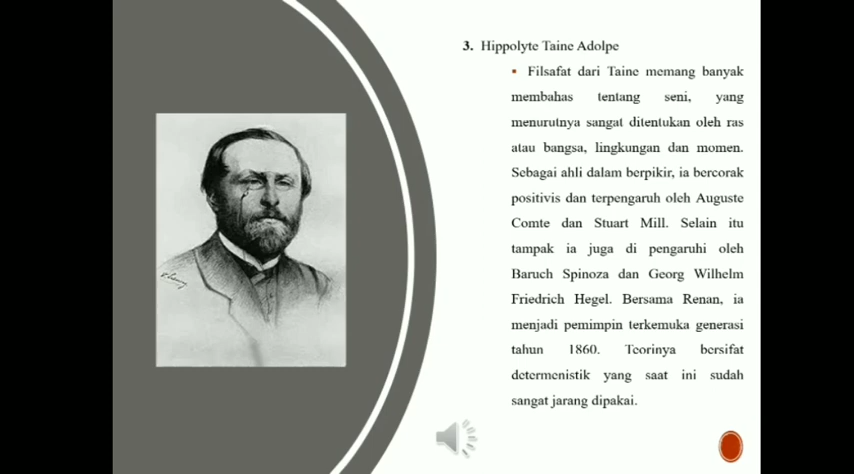 3. Hippolyte Taine Adolpe
▪ Filsafat dari Taine memang banyak
membahas tentang seni, yang
menurutnya sangat ditentukan oleh ras
atau bangsa, lingkungan dan momen.
Sebagai ahli dalam berpikir, ia bercorak
positivis dan terpengaruh oleh Auguste
Comte dan Stuart Mill. Selain itu
tampak ia juga di pengaruhi oleh
Baruch Spinoza dan Georg Wilhelm
Friedrich Hegel. Bersama Renan, ia
menjadi pemimpin terkemuka generasi
tahun 1860. Teorinya bersifat
determenistik yang saat ini sudah
sangat jarang dipakai.